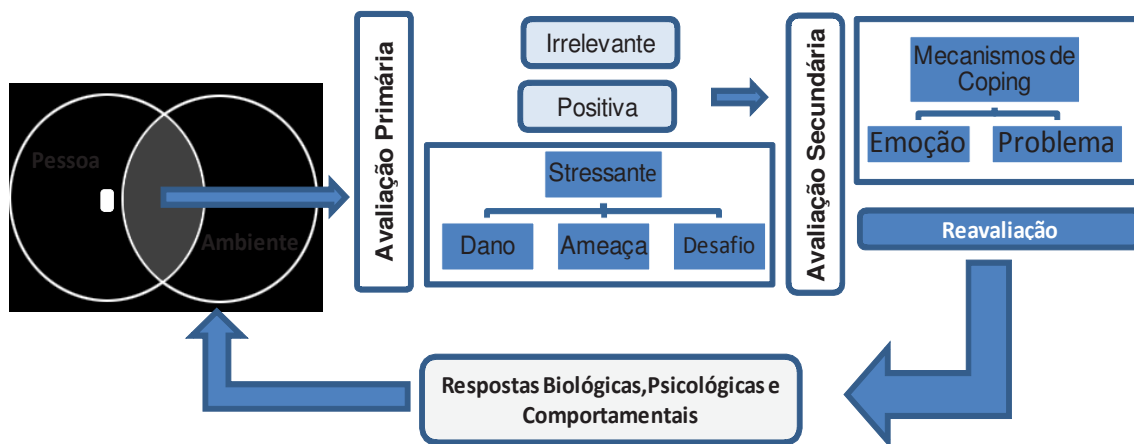 Pessoa
Ambiente
Avaliação Primária
Irrelevante
Positiva
Stressante
Dano
Ameaça
Desafio
Avaliação Secundária
Mecanismos de
Coping
Emoção
Problema
Reavaliação
Respostas Biológicas,Psicológicas e
Comportamentais